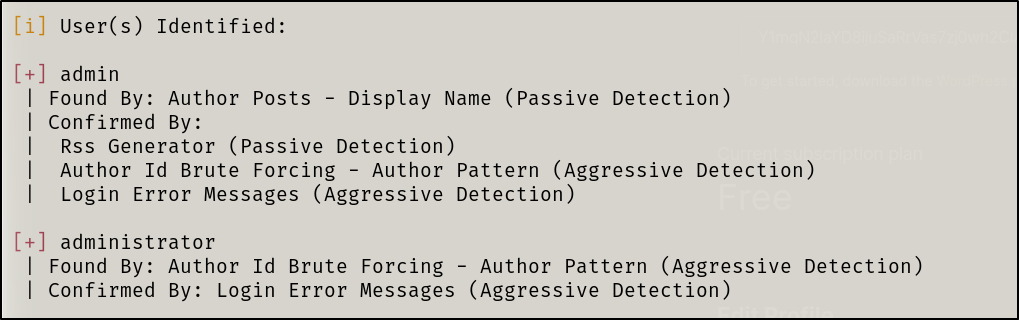 [i] User(s) Identified:
[+] admin
| Found By: Author Posts - Display Name (Passive Detection)
| Confirmed By:
|  Rss Generator (Passive Detection)
|  Author Id Brute Forcing - Author Pattern (Aggressive Detection)
|  Login Error Messages (Aggressive Detection)
[+] administrator
| Found By: Author Id Brute Forcing - Author Pattern (Aggressive Detection)
| Confirmed By: Login Error Messages (Aggressive Detection)
Current subscription plan
Free
Edit Profile